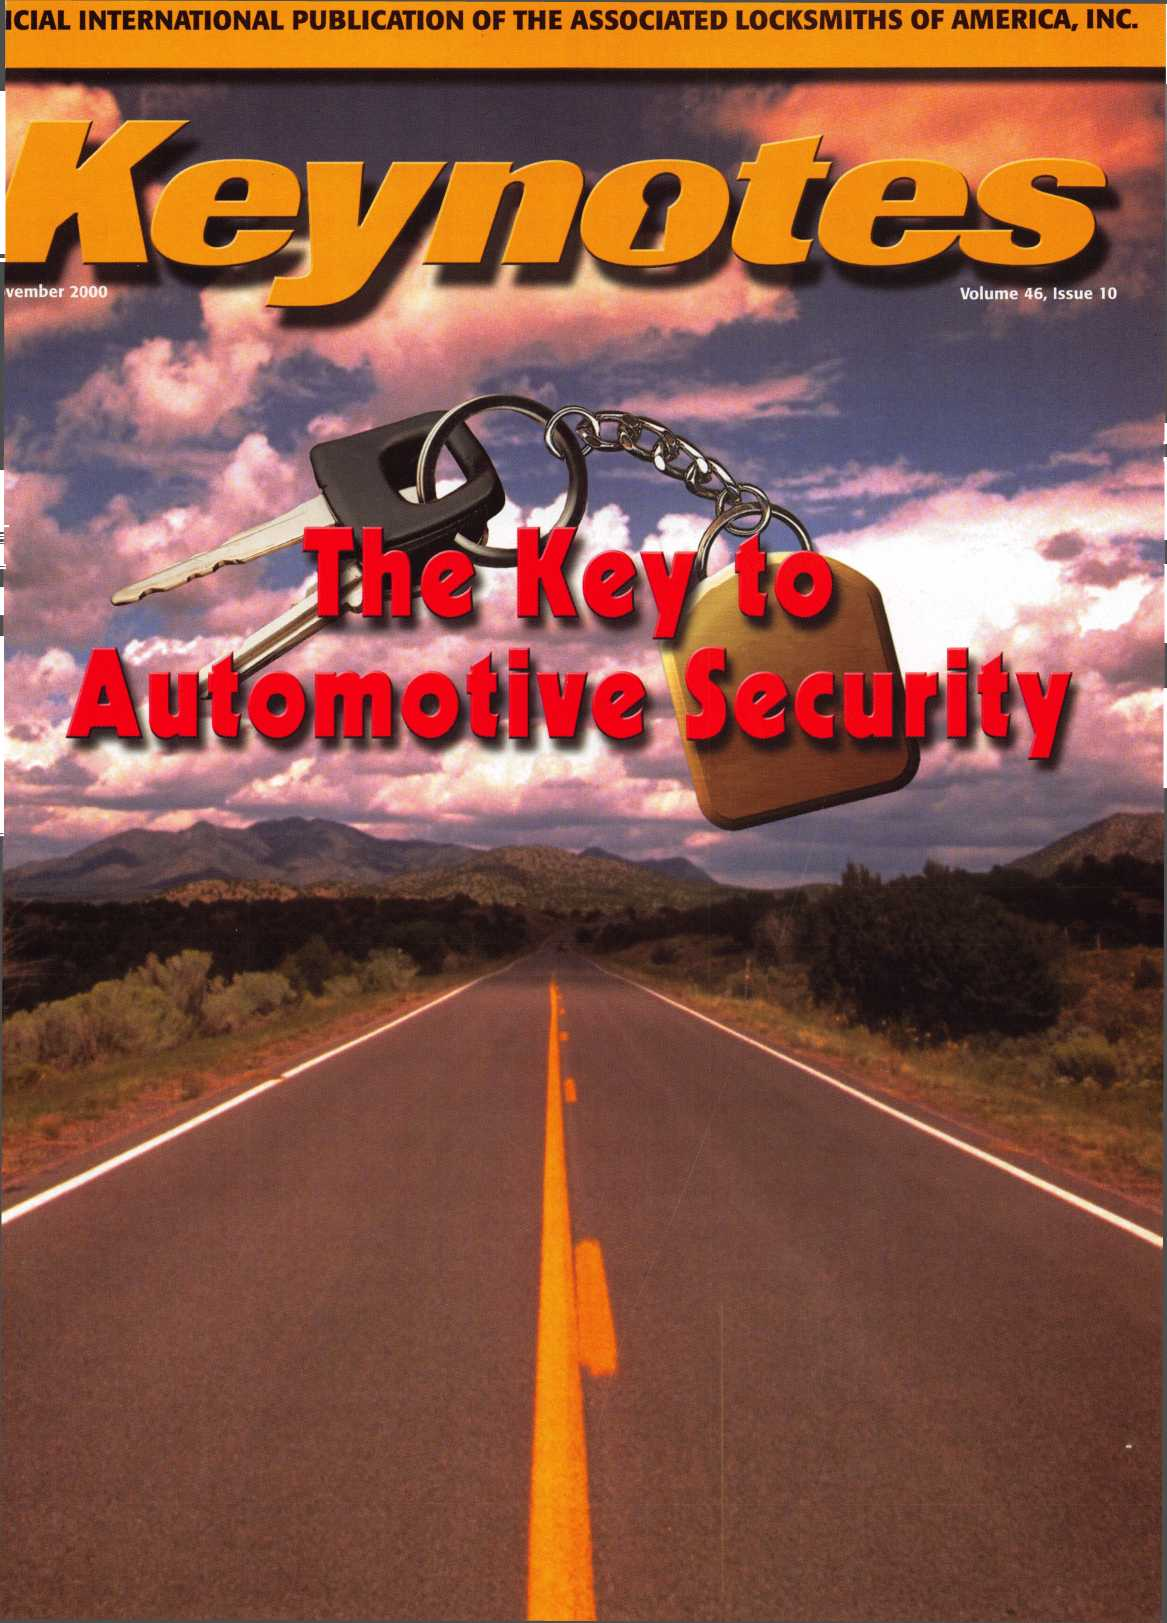 ICIAL INTERNATIONAL PUBLICATION OF THE ASSOCIATED LOCKSMITHS OF AMERICA, INC.
Keynotes
vember 2000
Volume 46, Issue 10
The Key to
Automotive Security